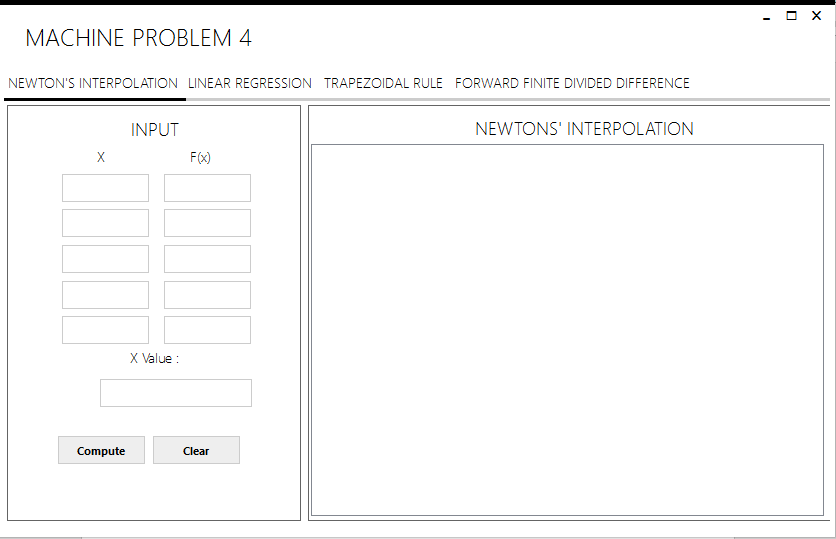 MACHINE PROBLEM 4
NEWTON'S INTERPOLATION LINEAR REGRESSION TRAPEZOIDAL RULE FORWARD FINITE DIVIDED DIFFERENCE
INPUT
X F(x)
X Value :
Compute Clear
NEWTONS' INTERPOLATION